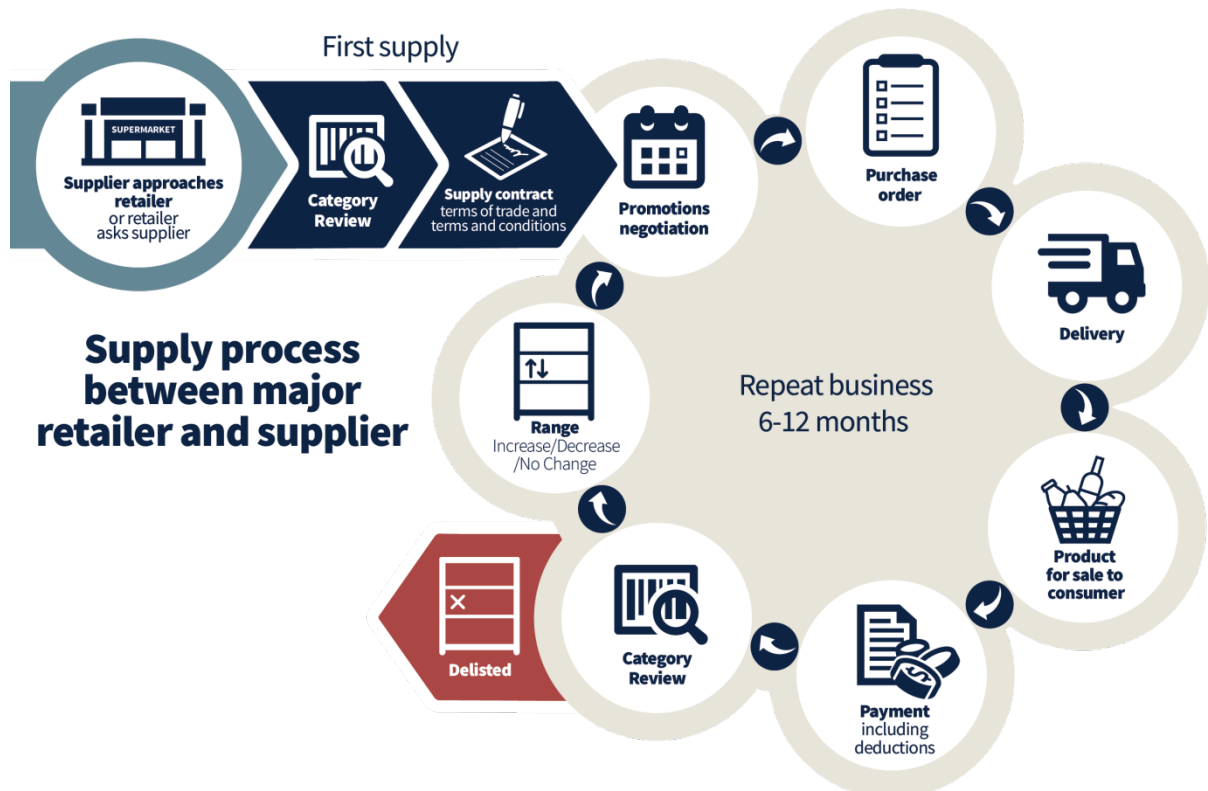 First supply
SUPERMARKET
Supplier approaches
retailer
or retailer
asks supplier
Category
Review
Supply contract
terms of trade and
terms and conditions
Promotions
negotiation
Purchase
order
Delivery
Product
for sale to
consumer
Payment
including
deductions
Category
Review
Delisted
Range
Increase/Decrease
/No Change
Repeat business
6-12 months
Supply process
between major
retailer and supplier